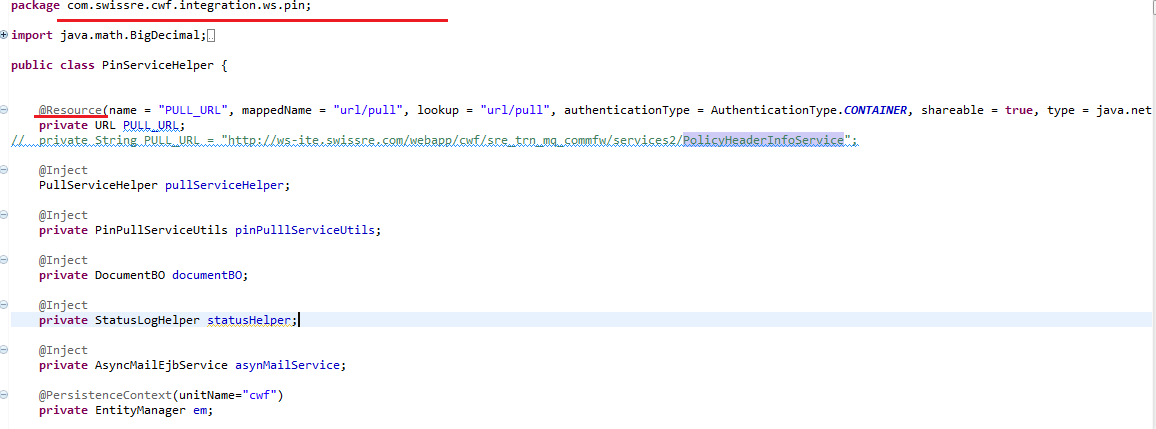 package com.swissre.cwf.integration.ws.pin;
import java.math.BigDecimal;
public class PinServiceHelper {
@Resource(name = "PULL_URL", mappedName = "url/pull", lookup = "url/pull", authenticationType = AuthenticationType.CONTAINER, shareable = true, type = java.net
private URL PULL_URL;
// private String PULL_URL = "http://ws-ite.swissre.com/webapp/cwf/sre_trn_mq_commfw/services2/PolicyHeaderInfoService";
@Inject
PullServiceHelper pullServiceHelper;
@Inject
private PinPullServiceUtils pinPulllServiceUtils;
@Inject
private DocumentBO documentBO;
@Inject
private StatusLogHelper statusHelper;
@Inject
private AsyncMailEjbService asynMailService;
@PersistenceContext(unitName="cwf")
private EntityManager em;